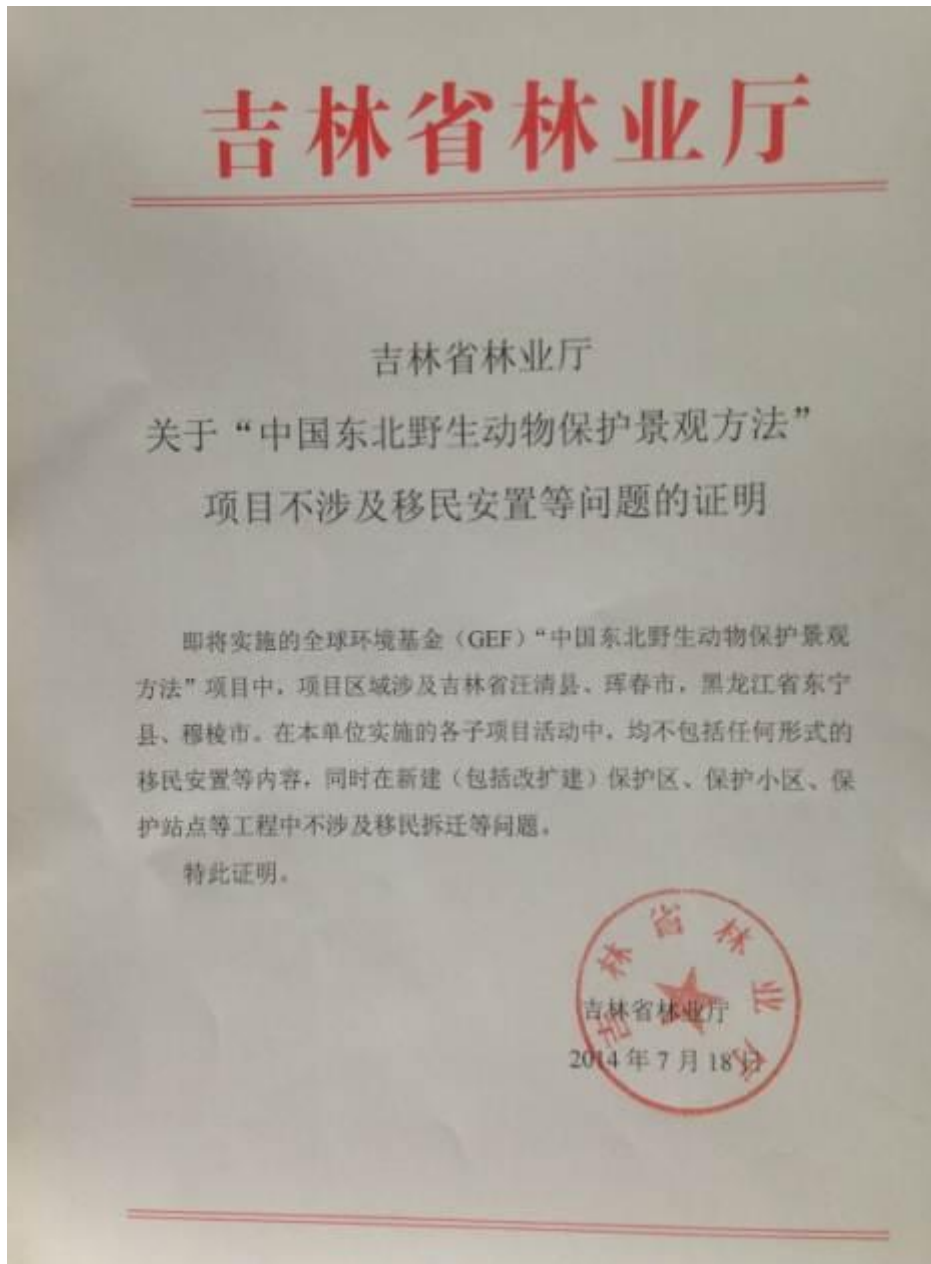 吉林省林业厅
吉林省林业厅
关于“中国东北野生动物保护景观方法”
项目不涉及移民安置等问题的证明
即将实施的全球环境基金（GEF）“中国东北野生动物保护景观
方法”项目中，项目区域涉及吉林省汪清县、珲春市，黑龙江省东宁
县、穆棱市。在本单位实施的各子项目活动中，均不包括任何形式的
移民安置等内容，同时在新建（包括改扩建）保护区、保护小区、保
护站点等工程中不涉及移民拆迁等问题。
特此证明。
吉林省林业厅
吉林省林业厅
2014年7月18日